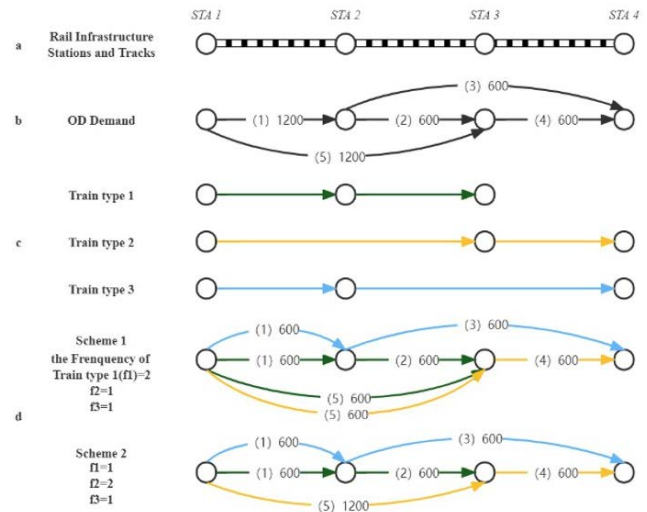 STA 1 STA 2 STA 3 STA 4
a Rail Infrastructure
Stations and Tracks
(3) 600
b OD Demand (1) 1200 (2) 600 (4) 600
(5) 1200
Train type 1
c Train type 2
Train type 3
Scheme 1
(1) 600 (3) 600
the Frenquency of
Train type 1(f1)=2
(1) 600 (2) 600 (4) 600
f2=1
f3=1
(5) 600
(5) 600
d
Scheme 2
(1) 600 (3) 600
f1=1
f2=2
(1) 600 (2) 600 (4) 600
f3=1
(5) 1200